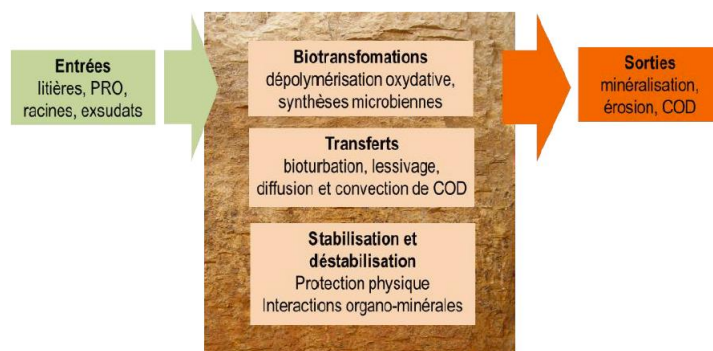 Entrées
litières, PRO,
racines, exsudats
Biotransfomations
dépolymérisation oxydative,
synthèses microbiennes
Transferts
bioturbation, lessivage,
diffusion et convection de COD
Stabilisation et
déstabilisation
Protection physique
Interactions organo-minérales
Sorties
minéralisation,
érosion, COD